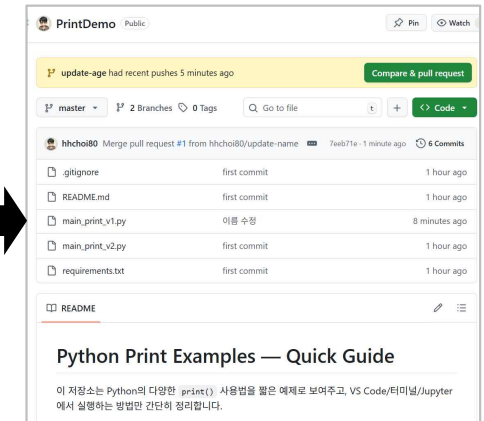 PrintDemo Public Pin Watch
update-age had recent pushes 5 minutes ago Compare & pull request
master 2 Branches 0 Tags Go to file t + <> Code
hhchoi80 Merge pull request #1 from hhchoi80/update-name ... 7eeb71e · 1 minute ago 6 Commits
.gitignore first commit 1 hour ago
README.md first commit 1 hour ago
main_print_v1.py 이름 수정 8 minutes ago
main_print_v2.py first commit 1 hour ago
requirements.txt first commit 1 hour ago
README
Python Print Examples — Quick Guide
이 저장소는 Python의 다양한 print() 사용법을 짧은 예제로 보여주고, VS Code/터미널/Jupyter
에서 실행하는 방법만 간단히 정리합니다.